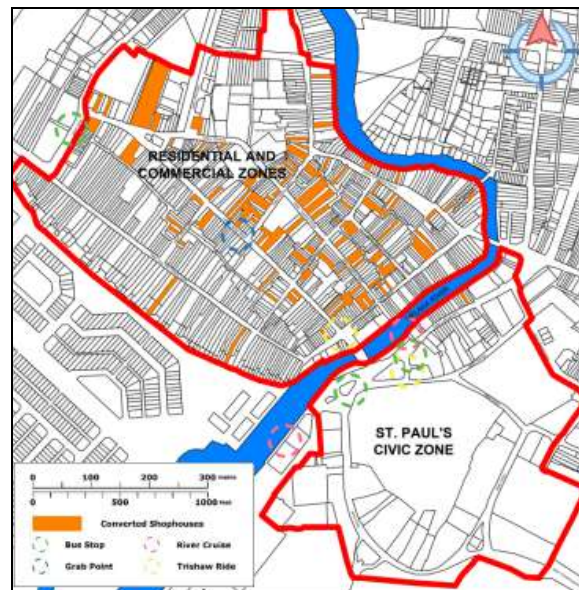 RESIDENTIAL AND
COMMERCIAL ZONES
ST. PAUL'S
CIVIC ZONE
0 100 200 300
0 500 1000
Converted Shophouses
Bus Stop
River Cruise
Grab Point
Trishaw Ride